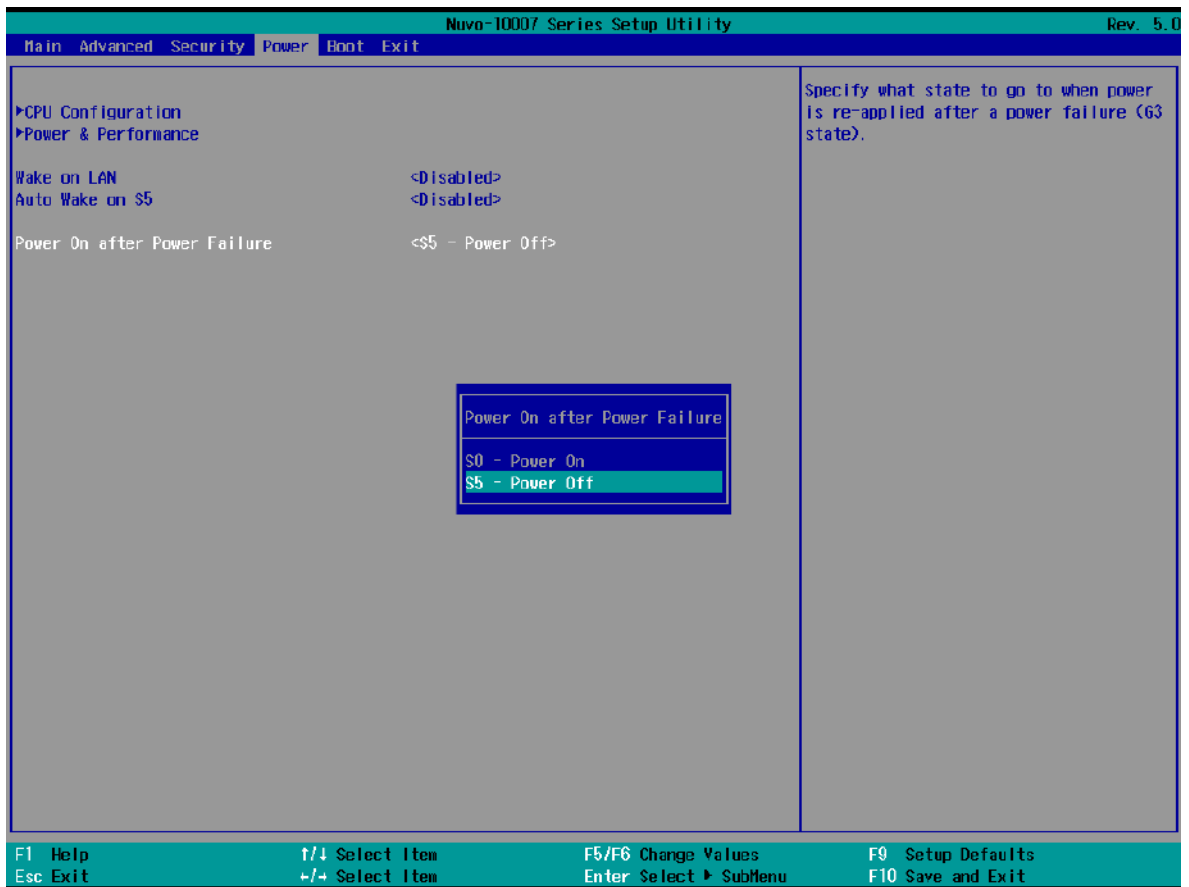 Nuvo-10007 Series Setup Utility Rev. 5.0
Main Advanced Security Power Boot Exit
▶CPU Configuration
▶Power & Performance
Wake on LAN <Disabled>
Auto Wake on S5 <Disabled>
Power On after Power Failure <S5 - Power Off>
Specify what state to go to when power
is re-applied after a power failure (G3
state).
Power On after Power Failure
S0 - Power On
S5 - Power Off
F1 Help ↑/↓ Select Item F5/F6 Change Values F9 Setup Defaults
Esc Exit ←/→ Select Item Enter Select ▶ SubMenu F10 Save and Exit